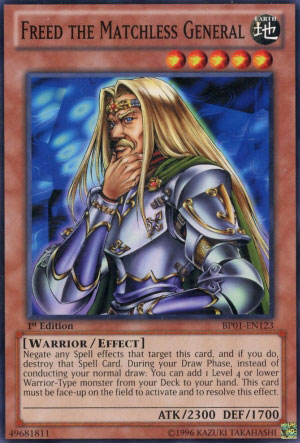 FREED THE MATCHLESS GENERAL
EARTH
地
1st Edition
BP01-EN123
[WARRIOR / EFFECT]
Negate any Spell effects that target this card, and if you do,
destroy that Spell Card. During your Draw Phase, instead of
conducting your normal draw: You can add 1 Level 4 or lower
Warrior-Type monster from your Deck to your hand. This card
must be face-up on the field to activate and to resolve this effect.
ATK/2300 DEF/1700
49681811
©1996 KAZUKI TAKAHASHI